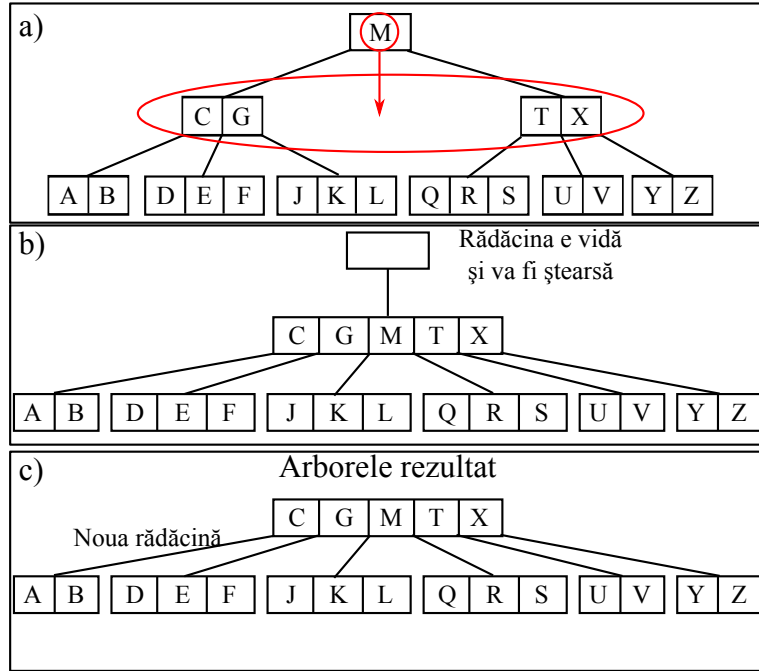 a)
M
C G T X
A B D E F J K L Q R S U V Y Z
b)
Rădăcina e vidă
şi va fi ştearsă
C G M T X
A B D E F J K L Q R S U V Y Z
c)
Arborele rezultat
C G M T X
Noua rădăcină
A B D E F J K L Q R S U V Y Z